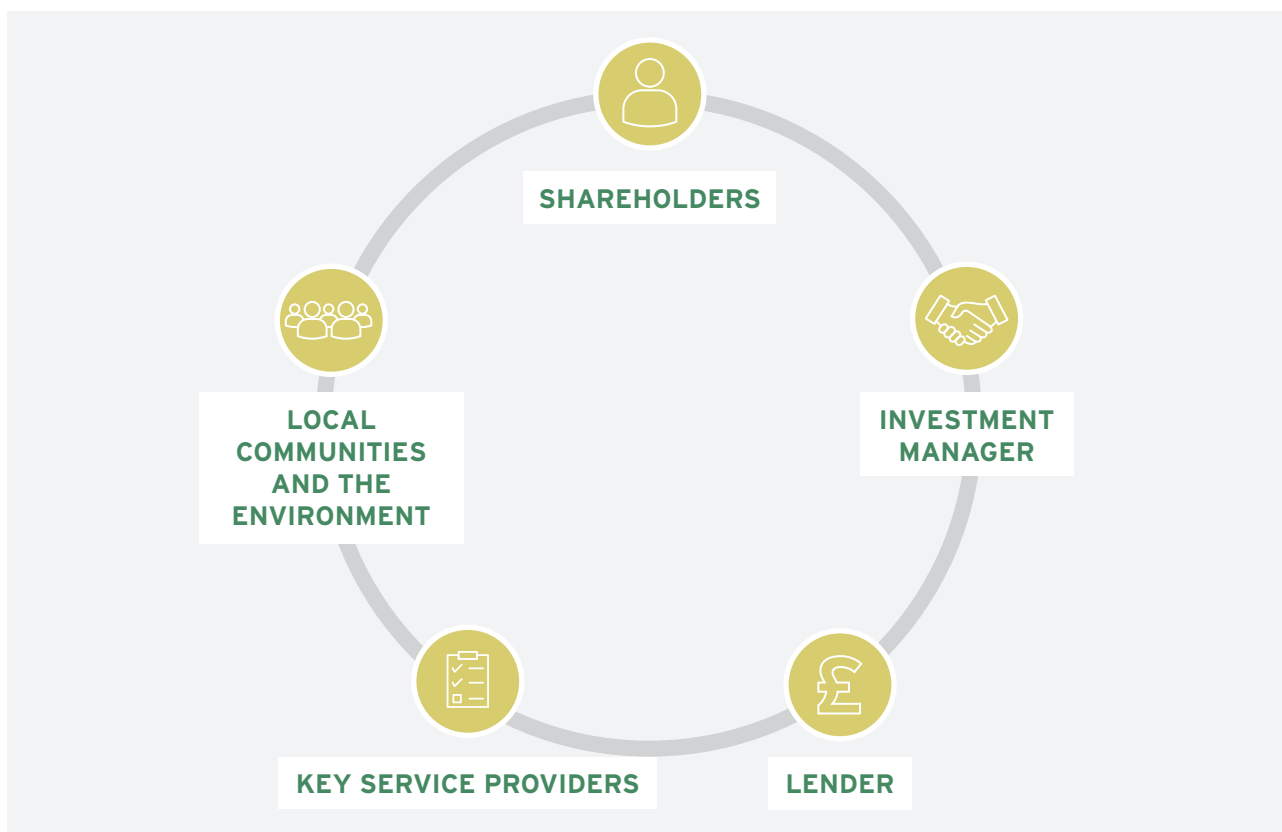 SHAREHOLDERS
INVESTMENT
MANAGER
LENDER
KEY SERVICE PROVIDERS
LOCAL
COMMUNITIES
AND THE
ENVIRONMENT
£